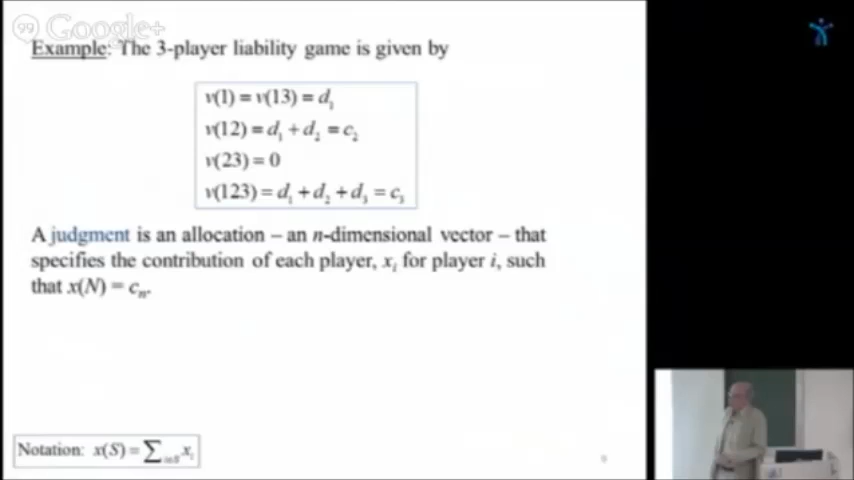 99 Google+
Example: The 3-player liability game is given by
v(1) = v(13) = d₁
v(12) = d₁ + d₂ = c₂
v(23) = 0
v(123) = d₁ + d₂ + d₃ = c₃
A judgment is an allocation – an n-dimensional vector – that
specifies the contribution of each player, xᵢ for player i, such
that x(N) = cₙ.
Notation: x(S) = ∑ᵢ∈S xᵢ
9